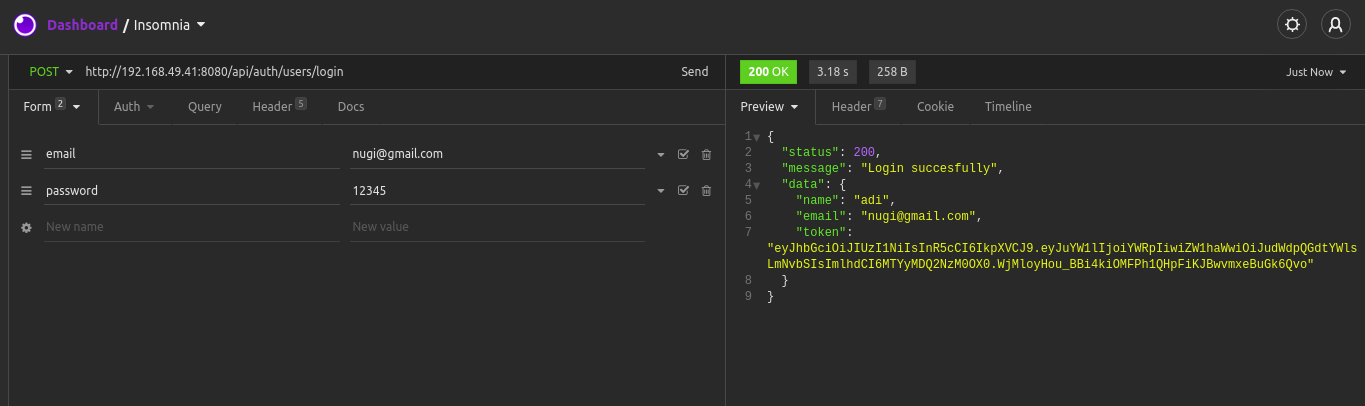 Dashboard / Insomnia
POST http://192.168.49.41:8080/api/auth/users/login Send
Form 2 Auth Query Header 5 Docs
email nugi@gmail.com
password 12345
New name New value
200 OK 3.18 s 258 B Just Now
Preview Header 7 Cookie Timeline
1 {
2 "status": 200,
3 "message": "Login succesfully",
4 "data": {
5 "name": "adi",
6 "email": "nugi@gmail.com",
7 "token":
"eyJhbGciOiJIUzI1NiIsInR5cCI6IkpXVCJ9.eyJuYW1lIjoiYWRpIiwiZW1haWwiOiJudWdpQGdtYWls
LmNvbSIsImlhdCI6MTYyMDQ2NzM0OX0.WjMloyHou_BBi4kiOMFPh1QHpFiKJBwvmxeBuGk6Qvo"
8 }
9 }